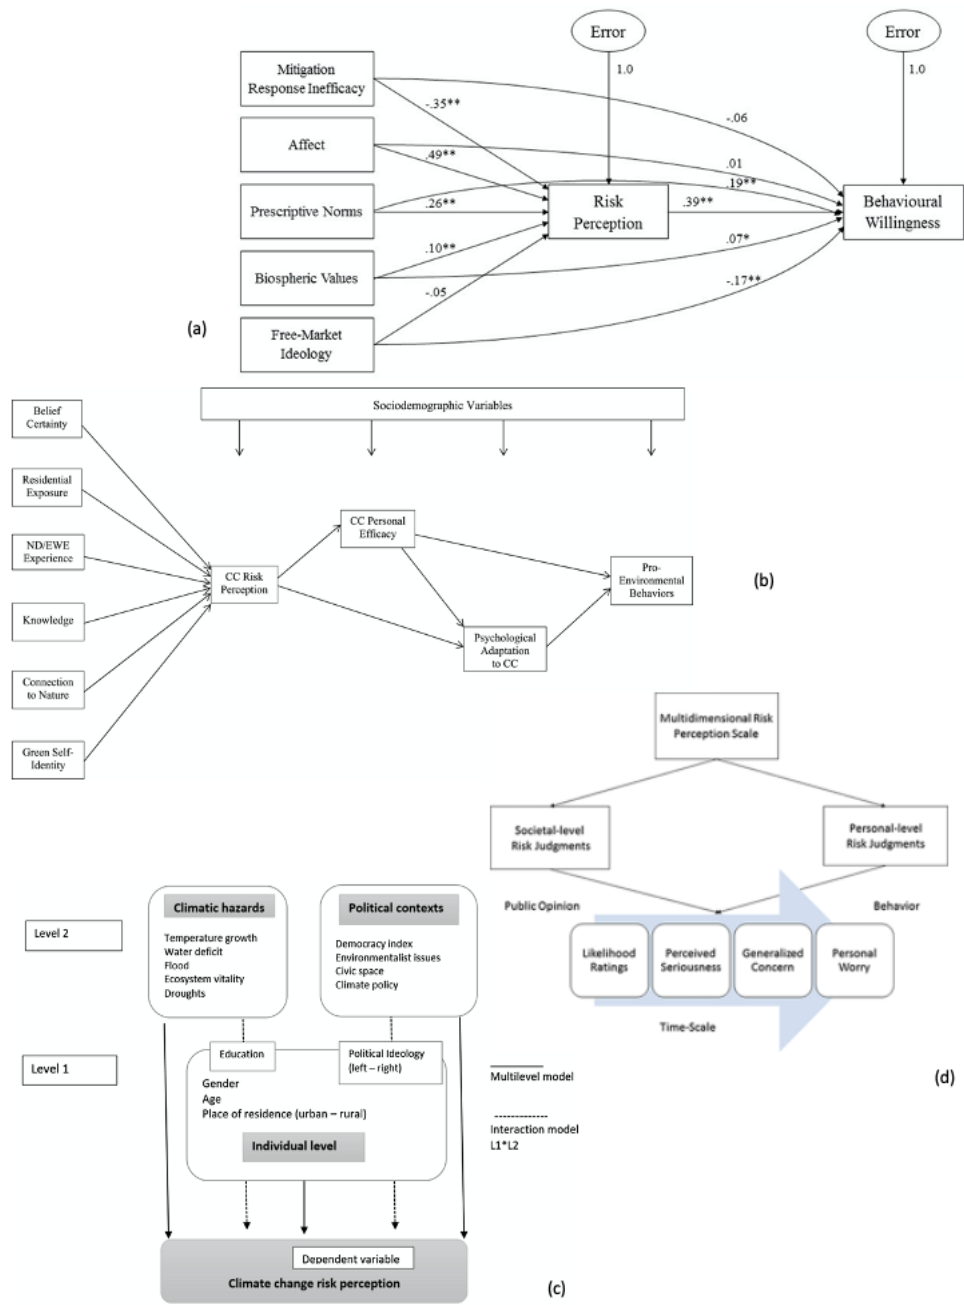 Error
Error
1.0
1.0
Mitigation
Response Inefficacy
-.35**
-.06
Affect
.49**
.01
Prescriptive Norms
.26**
.19**
Risk
Perception
.39**
Behavioural
Willingness
Biospheric Values
.10**
.07*
Free-Market
Ideology
-.05
-.17**
(a)
Sociodemographic Variables
Belief
Certainty
Residential
Exposure
ND/EWE
Experience
Knowledge
Connection
to Nature
Green Self-
Identity
CC Risk
Perception
CC Personal
Efficacy
Psychological
Adaptation
to CC
Pro-
Environmental
Behaviors
(b)
Multidimensional Risk
Perception Scale
Societal-level
Risk Judgments
Personal-level
Risk Judgments
Public Opinion
Behavior
Likelihood
Ratings
Perceived
Seriousness
Generalized
Concern
Personal
Worry
Time-Scale
(d)
Level 2
Climatic hazards
Temperature growth
Water deficit
Flood
Ecosystem vitality
Droughts
Political contexts
Democracy index
Environmentalist issues
Civic space
Climate policy
Level 1
Education
Political Ideology
(left – right)
Gender
Age
Place of residence (urban – rural)
Individual level
Multilevel model
Interaction model
L1*L2
Dependent variable
Climate change risk perception
(c)